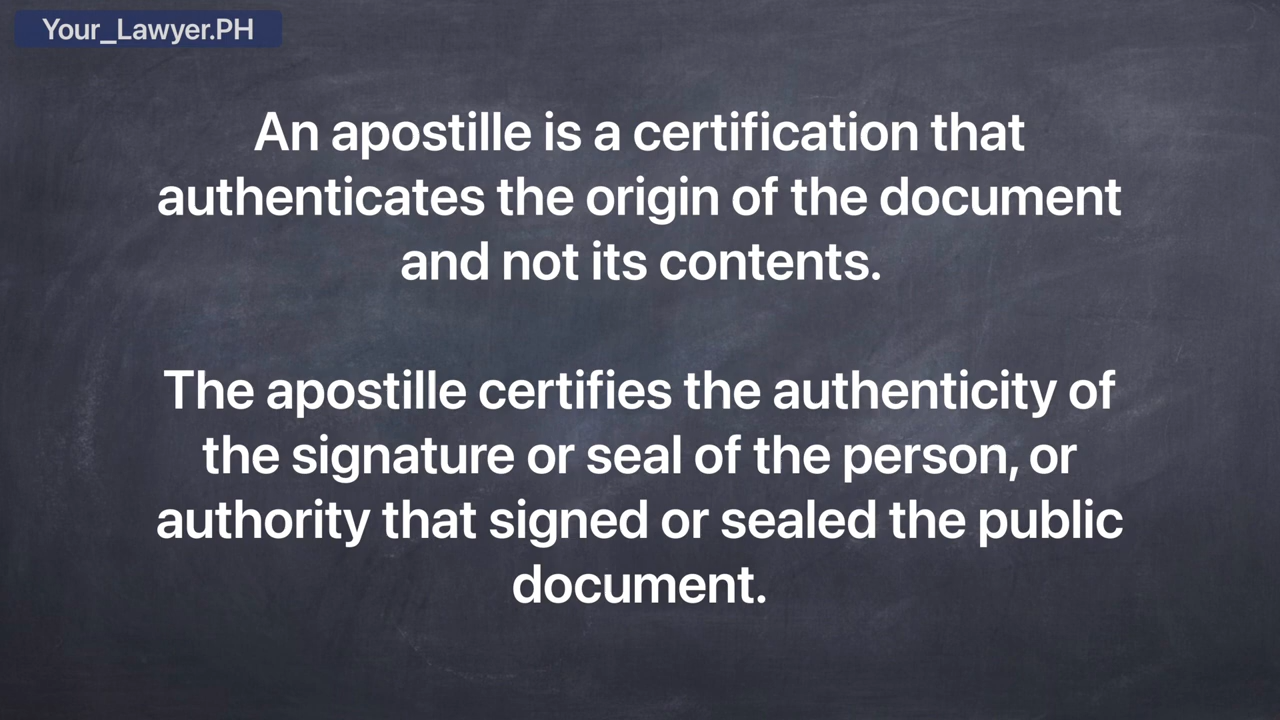 Your_Lawyer.PH
An apostille is a certification that
authenticates the origin of the document
and not its contents.
The apostille certifies the authenticity of
the signature or seal of the person, or
authority that signed or sealed the public
document.